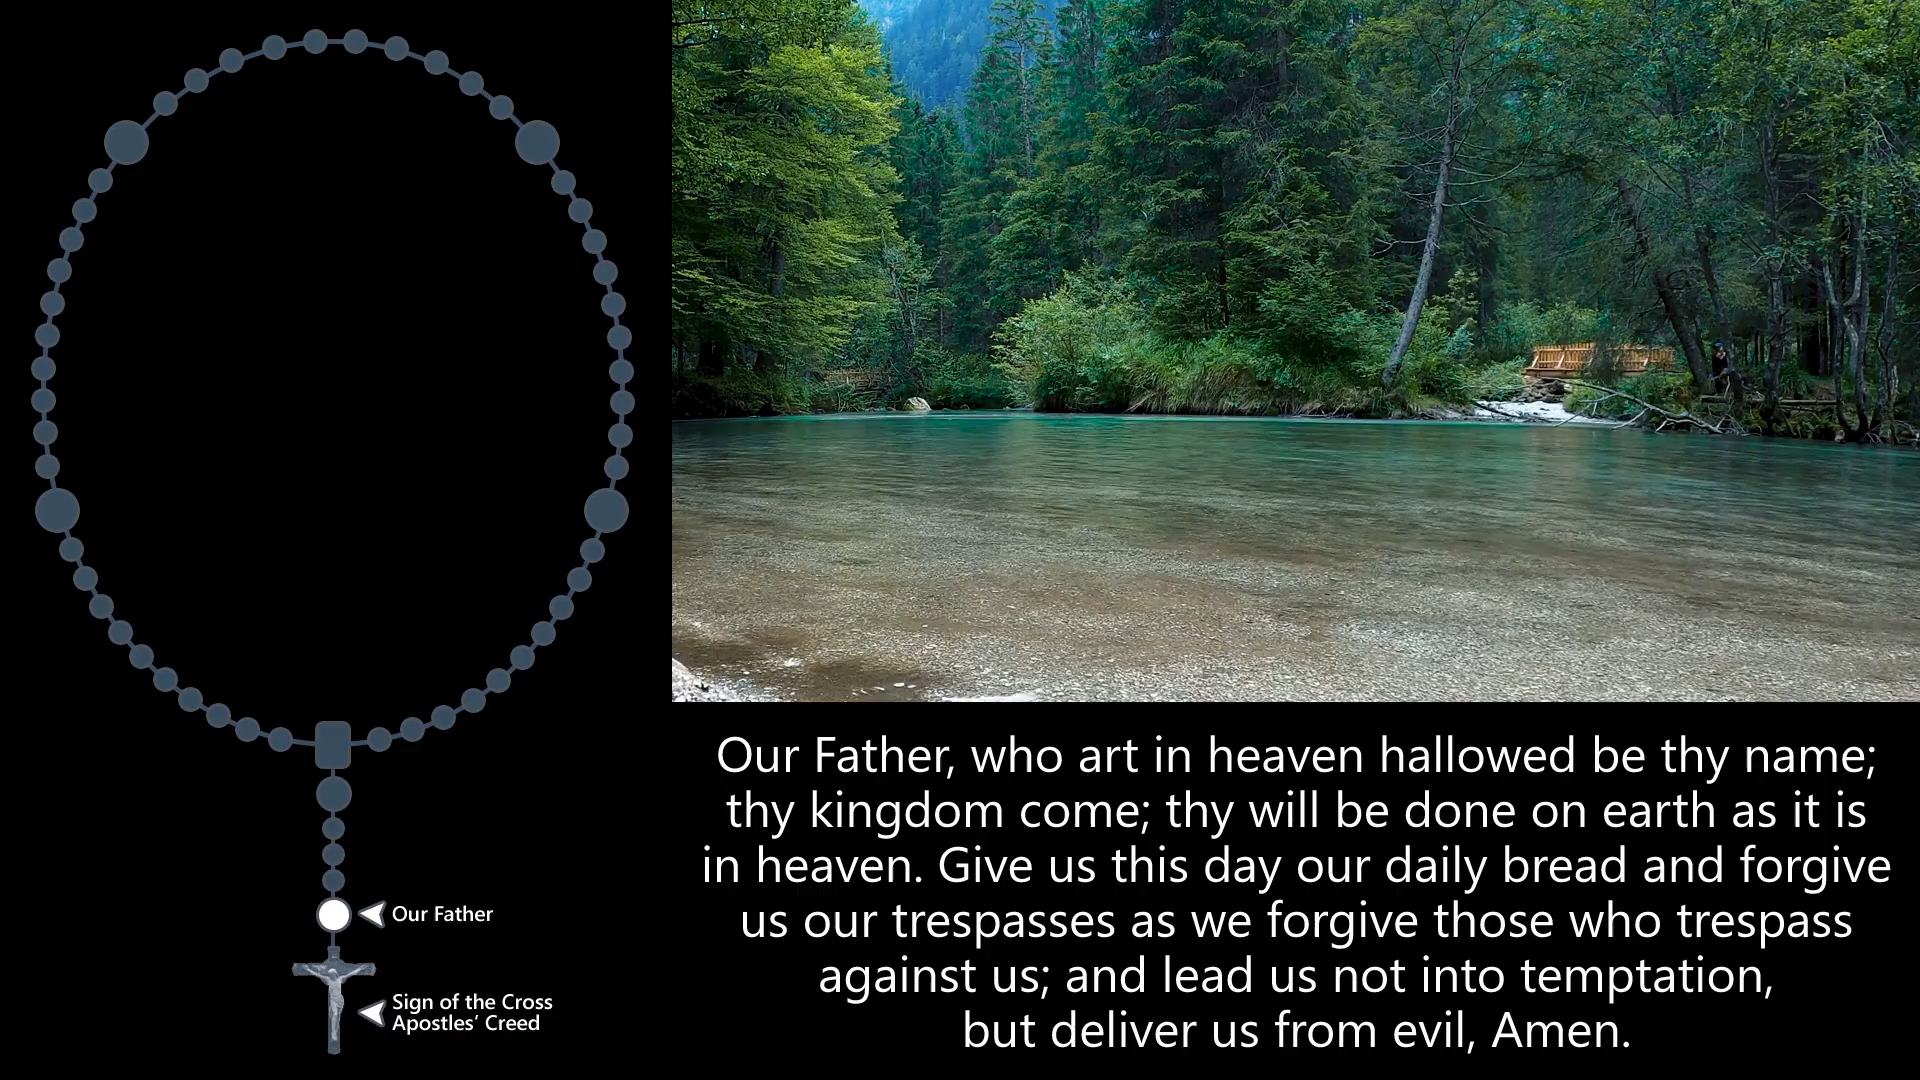 Our Father
Sign of the Cross
Apostles’ Creed
Our Father, who art in heaven hallowed be thy name;
thy kingdom come; thy will be done on earth as it is
in heaven. Give us this day our daily bread and forgive
us our trespasses as we forgive those who trespass
against us; and lead us not into temptation,
but deliver us from evil, Amen.